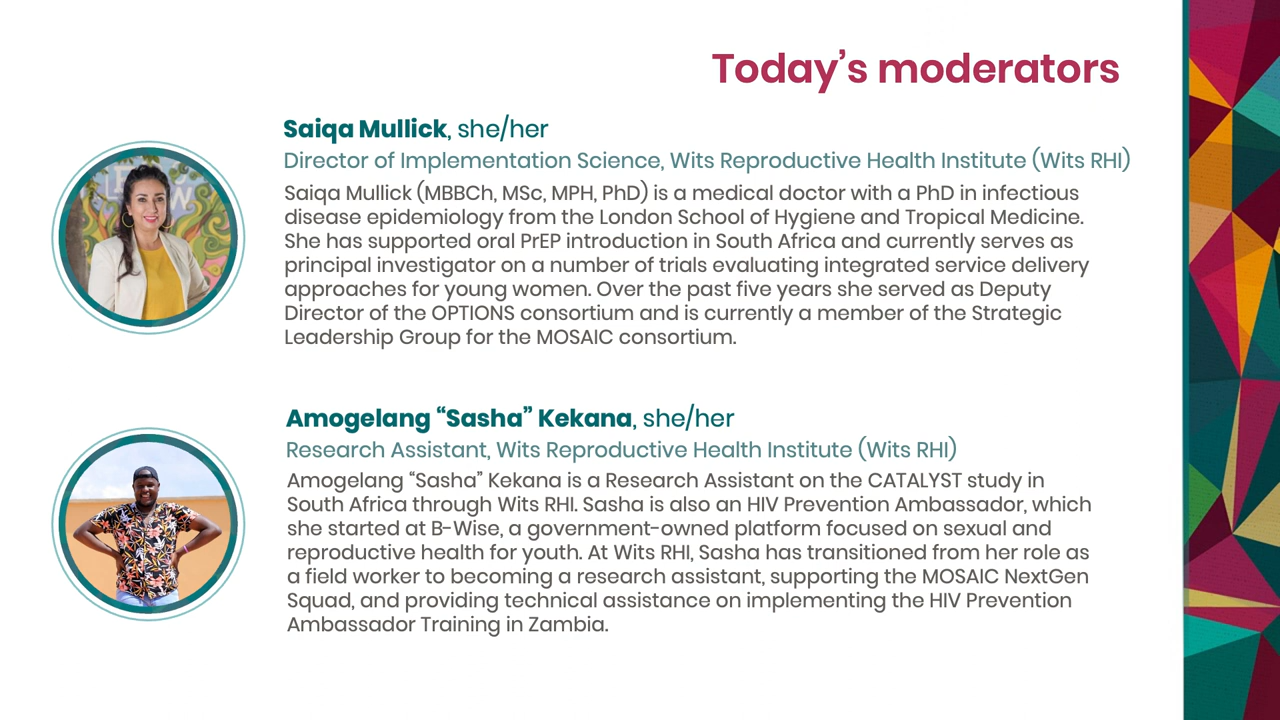 Today’s moderators
Saiqa Mullick, she/her
Director of Implementation Science, Wits Reproductive Health Institute (Wits RHI)
Saiqa Mullick (MBBCh, MSc, MPH, PhD) is a medical doctor with a PhD in infectious
disease epidemiology from the London School of Hygiene and Tropical Medicine.
She has supported oral PrEP introduction in South Africa and currently serves as
principal investigator on a number of trials evaluating integrated service delivery
approaches for young women. Over the past five years she served as Deputy
Director of the OPTIONS consortium and is currently a member of the Strategic
Leadership Group for the MOSAIC consortium.
Amogelang “Sasha” Kekana, she/her
Research Assistant, Wits Reproductive Health Institute (Wits RHI)
Amogelang “Sasha” Kekana is a Research Assistant on the CATALYST study in
South Africa through Wits RHI. Sasha is also an HIV Prevention Ambassador, which
she started at B-Wise, a government-owned platform focused on sexual and
reproductive health for youth. At Wits RHI, Sasha has transitioned from her role as
a field worker to becoming a research assistant, supporting the MOSAIC NextGen
Squad, and providing technical assistance on implementing the HIV Prevention
Ambassador Training in Zambia.